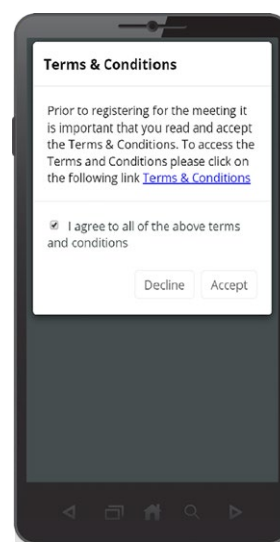 Terms & Conditions
Prior to registering for the meeting it
is important that you read and accept
the Terms & Conditions. To access the
Terms and Conditions please click on
the following link Terms & Conditions
I agree to all of the above terms
and conditions
Decline Accept